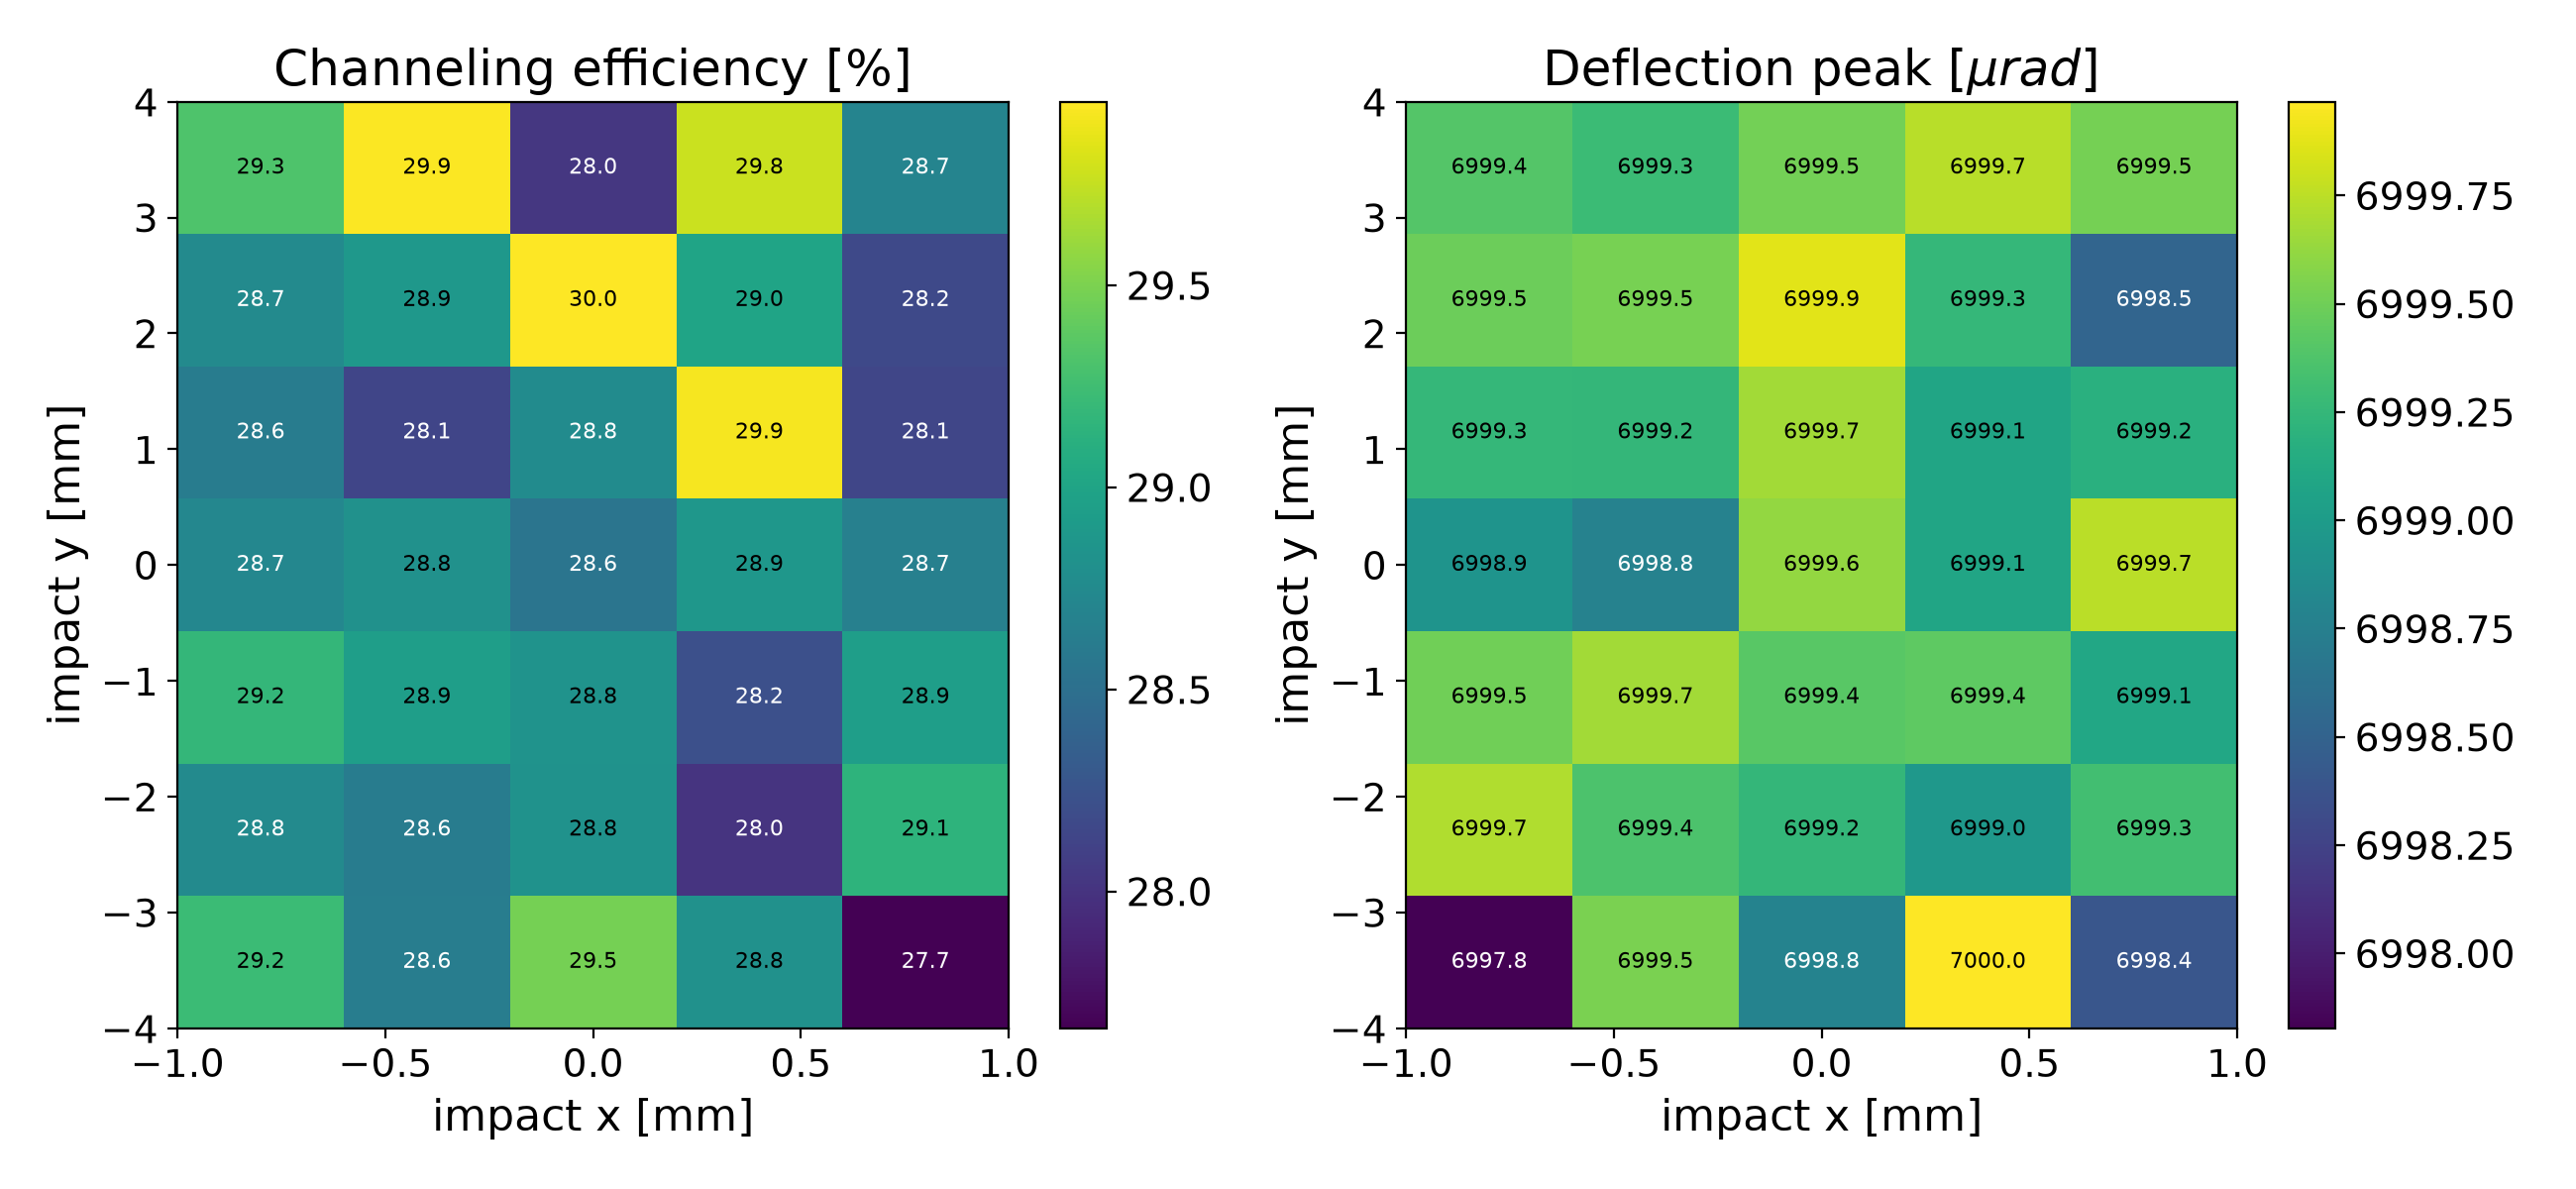 Channeling efficiency [%]
4
3
2
1
0
−1
−2
−3
−4
impact y [mm]
29.3 29.9 28.0 29.8 28.7
28.7 28.9 30.0 29.0 28.2
28.6 28.1 28.8 29.9 28.1
28.7 28.8 28.6 28.9 28.7
29.2 28.9 28.8 28.2 28.9
28.8 28.6 28.8 28.0 29.1
29.2 28.6 29.5 28.8 27.7
−1.0 −0.5 0.0 0.5 1.0
impact x [mm]
29.5
29.0
28.5
28.0
Deflection peak [μrad]
4
3
2
1
0
−1
−2
−3
−4
impact y [mm]
6999.4 6999.3 6999.5 6999.7 6999.5
6999.5 6999.5 6999.9 6999.3 6998.5
6999.3 6999.2 6999.7 6999.1 6999.2
6998.9 6998.8 6999.6 6999.1 6999.7
6999.5 6999.7 6999.4 6999.4 6999.1
6999.7 6999.4 6999.2 6999.0 6999.3
6997.8 6999.5 6998.8 7000.0 6998.4
−1.0 −0.5 0.0 0.5 1.0
impact x [mm]
6999.75
6999.50
6999.25
6999.00
6998.75
6998.50
6998.25
6998.00